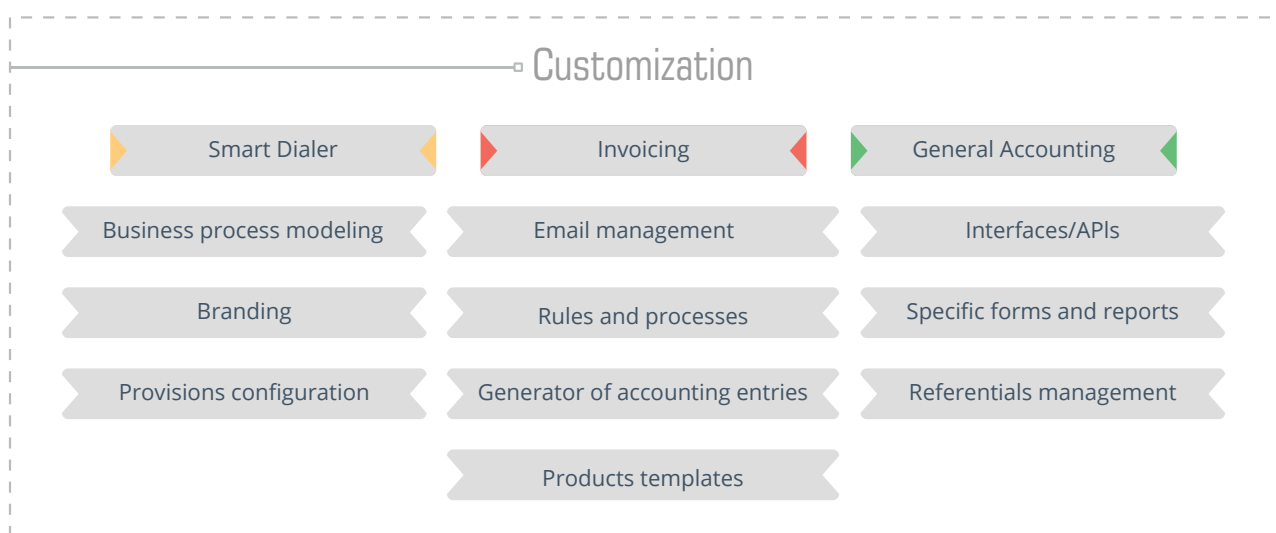 Customization
Smart Dialer
Invoicing
General Accounting
Business process modeling
Email management
Interfaces/APIs
Branding
Rules and processes
Specific forms and reports
Provisions configuration
Generator of accounting entries
Referentials management
Products templates